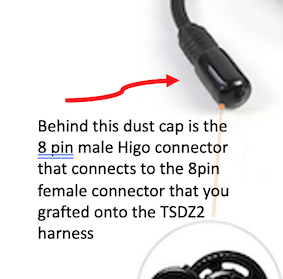 Behind this dust cap is the
8 pin male Higo connector
that connects to the 8pin
female connector that you
grafted onto the TSDZ2
harness